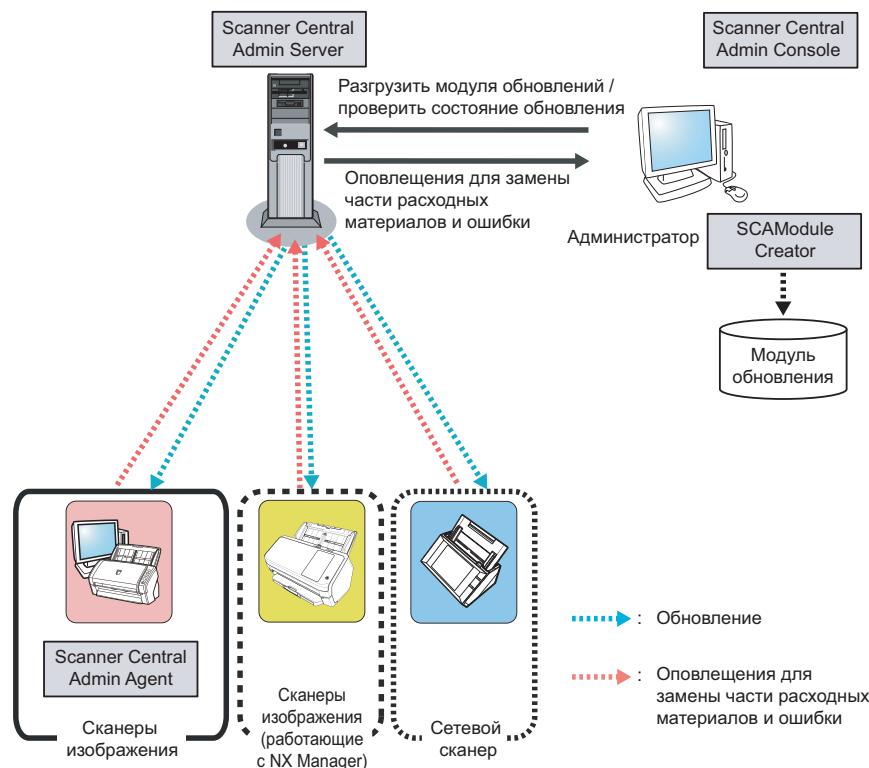 Scanner Central
Admin Server
Scanner Central
Admin Console
Разгрузить модуля обновлений /
проверить состояние обновления
Оповлещения для замены
части расходных
материалов и ошибки
Администратор
SCAModule
Creator
Модуль
обновления
Scanner Central
Admin Agent
Сканеры
изображения
Сканеры
изображения
(работающие
с NX Manager)
Сетевой
сканер
: Обновление
: Оповлещения для
замены части расходных
материалов и ошибки